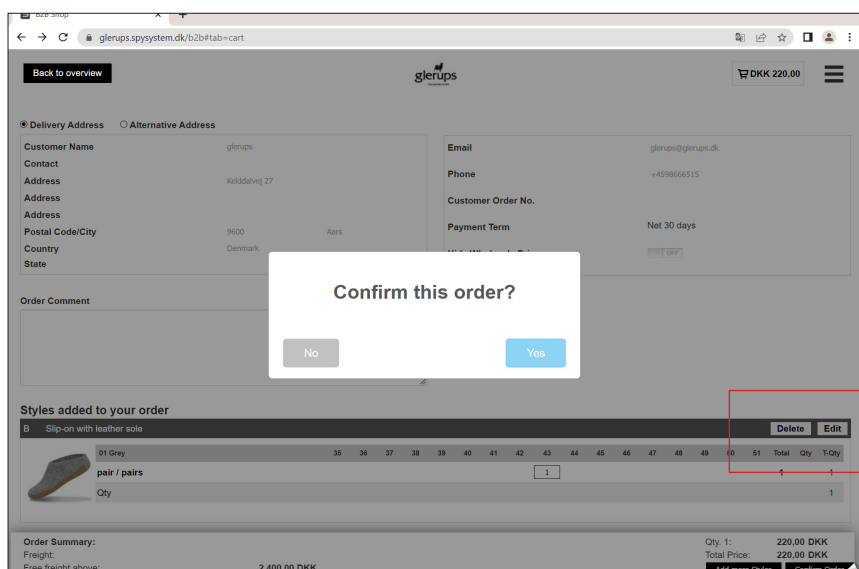 B2B Shop
glerups.spysystem.dk/b2b#tab=cart
Back to overview
glerups
DKK 220,00
Delivery Address Alternative Address
Customer Name glerups
Contact
Address Kelddalvej 27
Address
Address
Postal Code/City 9600 Aars
Country Denmark
State
Email glerups@glerups.dk
Phone +4598666515
Customer Order No.
Payment Term Net 30 days
OFF
Confirm this order?
No Yes
Order Comment
Styles added to your order
B Slip-on with leather sole Delete Edit
01 Grey 35 36 37 38 39 40 41 42 43 44 45 46 47 48 49 50 51 Total Qty T-Qty
pair / pairs 1 1 1
Qty 1
Order Summary: Qty. 1: 220,00 DKK
Freight: Total Price: 220,00 DKK
Free freight above: 2.400,00 DKK Add more Styles Confirm Order